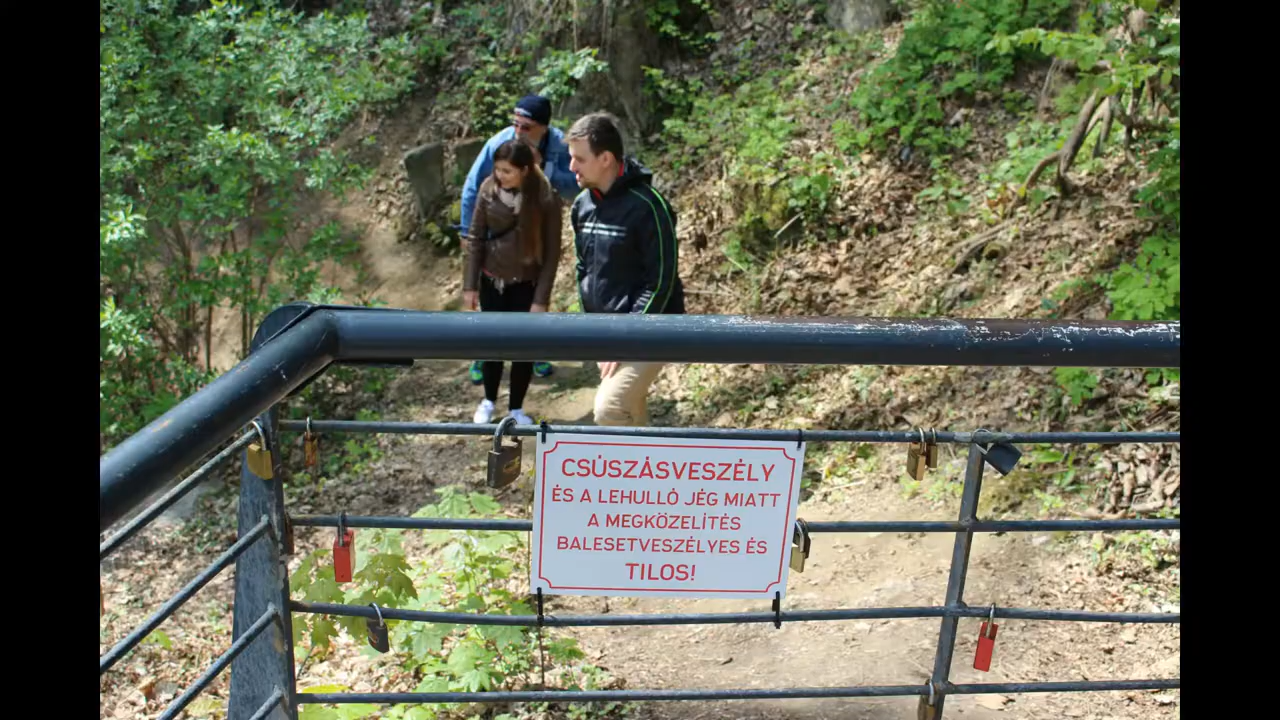 CSÚSZÁSVESZÉLY
ÉS A LEHULLÓ JÉG MIATT
A MEGKÖZELÍTÉS
BALESETVESZÉLYES ÉS
TILOS!